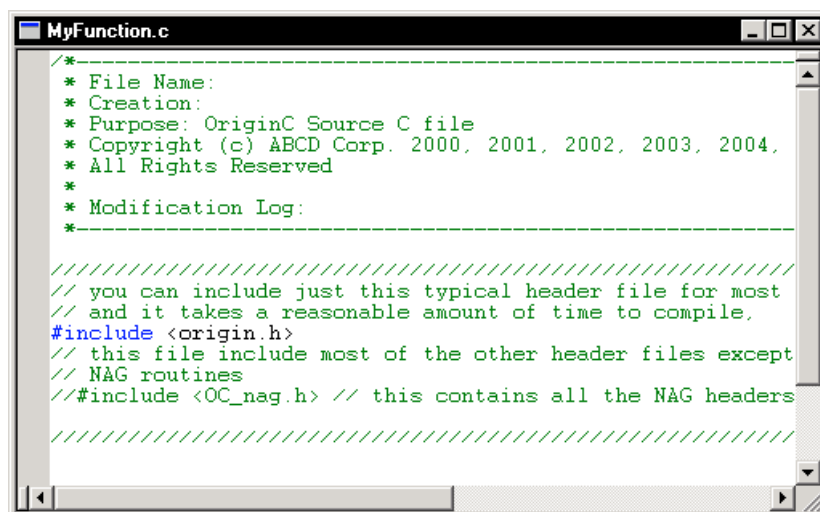 MyFunction.c
/*----------------------------------------------------------
* File Name:
* Creation:
* Purpose: OriginC Source C file
* Copyright (c) ABCD Corp. 2000, 2001, 2002, 2003, 2004,
* All Rights Reserved
*
* Modification Log:
*----------------------------------------------------------
//////////////////////////////////////////////////////////
// you can include just this typical header file for most
// and it takes a reasonable amount of time to compile,
#include <origin.h>
// this file include most of the other header files except
// NAG routines
//#include <OC_nag.h> // this contains all the NAG headers
//////////////////////////////////////////////////////////